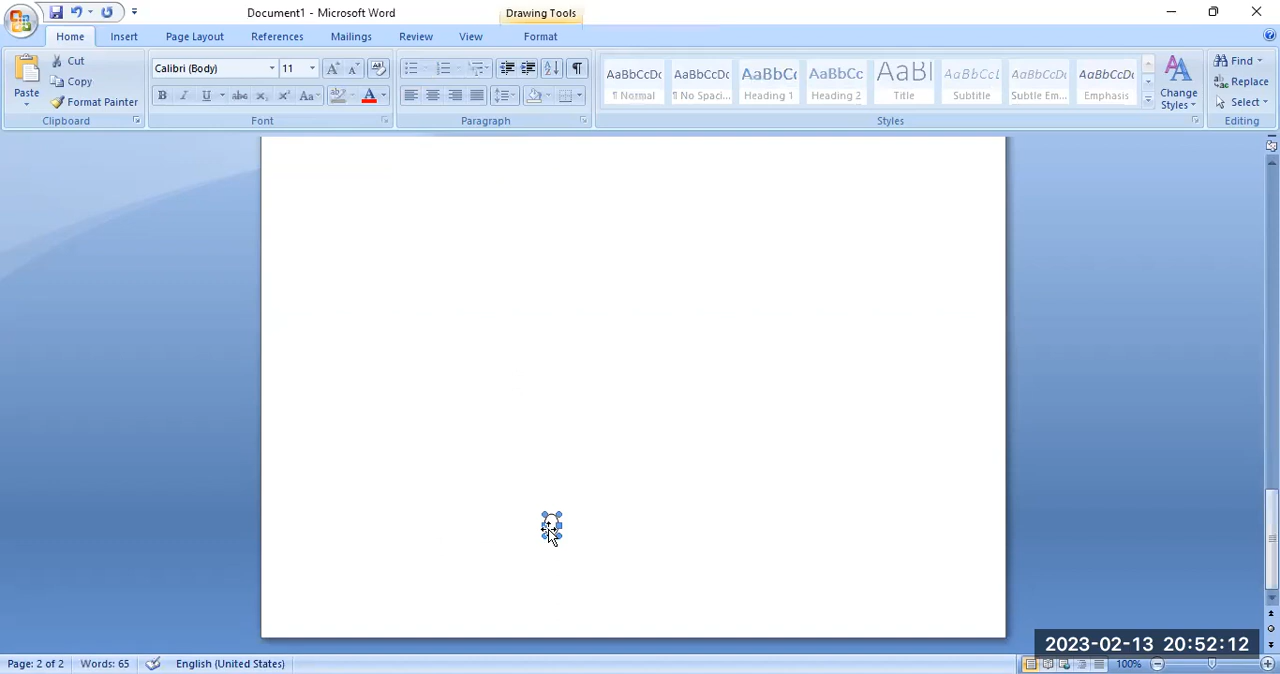 Document1 - Microsoft Word
Drawing Tools
Home Insert Page Layout References Mailings Review View Format
Paste
Cut
Copy
Format Painter
Clipboard
Calibri (Body) 11
Font
Paragraph
AaBbCcDc AaBbCcDc AaBbCc AaBbCc AaBl AaBbCcL AaBbCcDc AaBbCcDc
¶ Normal ¶ No Spaci... Heading 1 Heading 2 Title Subtitle Subtle Em... Emphasis
Change
Styles
Styles
Find
Replace
Select
Editing
2023-02-13 20:52:12
Page: 2 of 2 Words: 65 English (United States) 100%